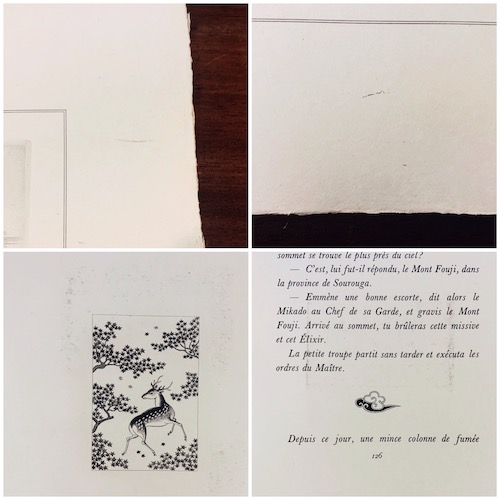 sommet se trouve le plus près du ciel?
— C'est, lui fut-il répondu, le Mont Fouji, dans
la province de Sourouga.
— Emmène une bonne escorte, dit alors le
Mikado au Chef de sa Garde, et gravis le Mont
Fouji. Arrivé au sommet, tu brûleras cette missive
et cet Élixir.
La petite troupe partit sans tarder et exécuta les
ordres du Maître.
Depuis ce jour, une mince colonne de fumée
126